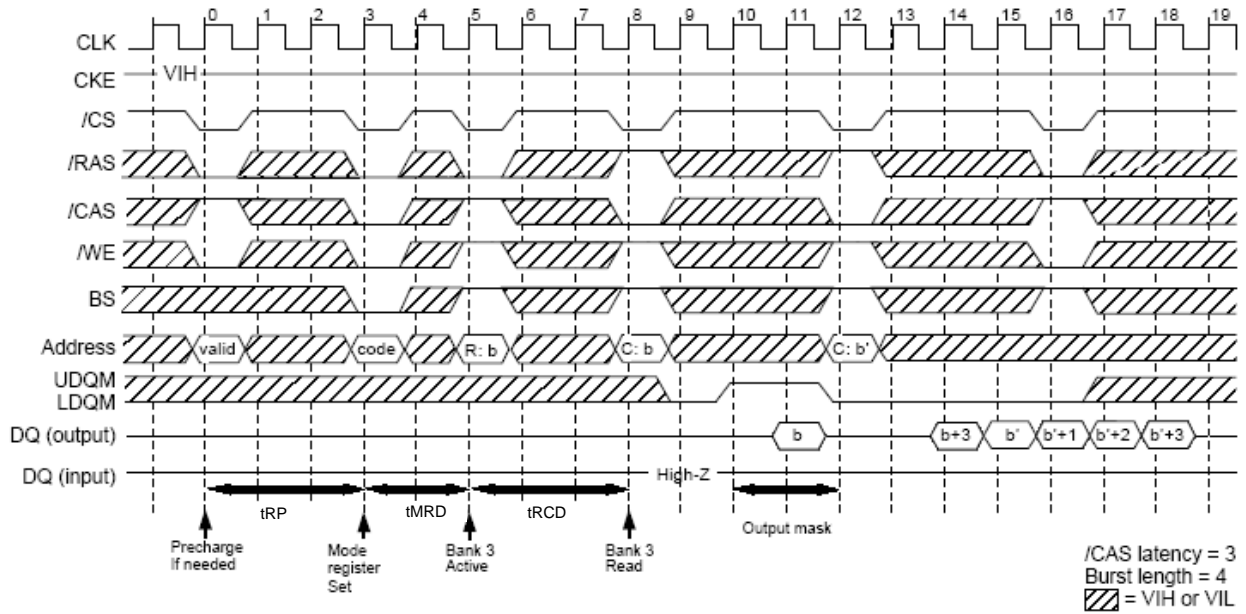 0 1 2 3 4 5 6 7 8 9 10 11 12 13 14 15 16 17 18 19
CLK
CKE VIH
/CS
/RAS
/CAS
/WE
BS
Address valid code R: b C: b C: b'
UDQM
LDQM
DQ (output) b b+3 b' b'+1 b'+2 b'+3
DQ (input) High-Z
tRP tMRD tRCD Output mask
Precharge
If needed
Mode
register
Set
Bank 3
Active
Bank 3
Read
/CAS latency = 3
Burst length = 4
= VIH or VIL